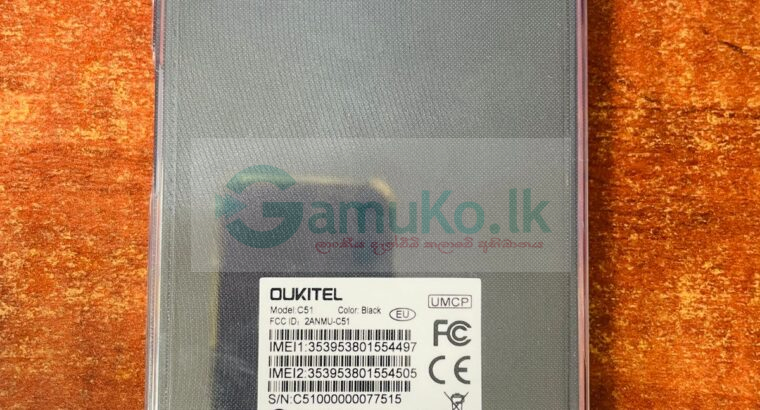 GamuKo.lk
OUKITEL
Model: C51 Color: Black EU UMCP
FCC ID: 2ANMU-C51
FC
IMEI1:353953801554497
CE
IMEI2:353953801554505
S/N:C51000000077515